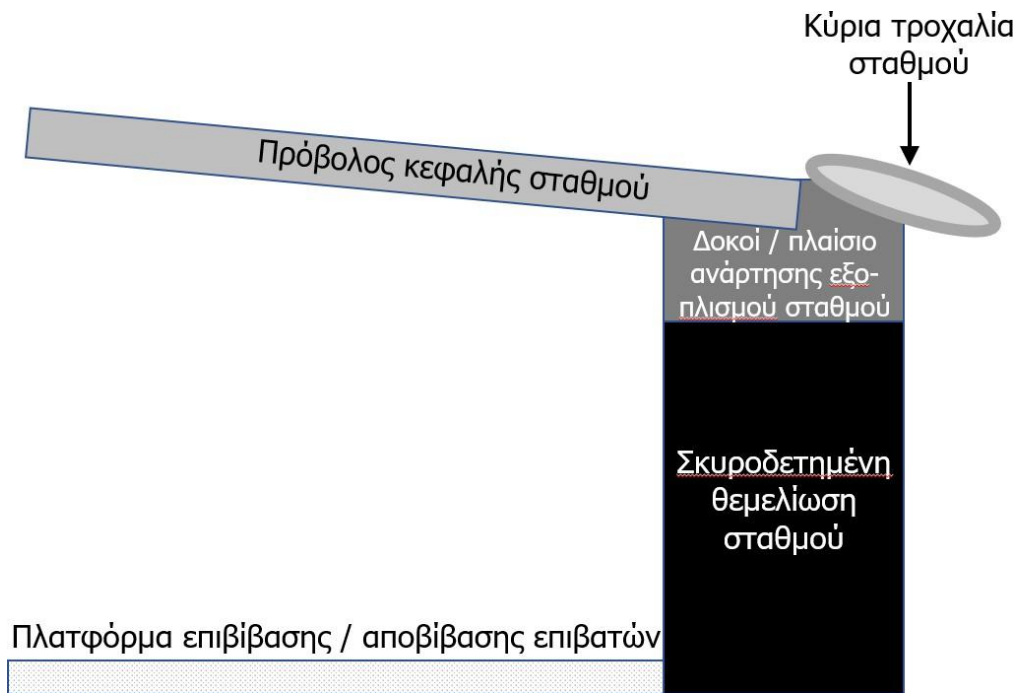 Κύρια τροχαλία
σταθμού
Πρόβολος κεφαλής σταθμού
Δοκοί / πλαίσιο
ανάρτησης εξο-
πλισμού σταθμού
Σκυροδετημένη
θεμελίωση
σταθμού
Πλατφόρμα επιβίβασης / αποβίβασης επιβατών